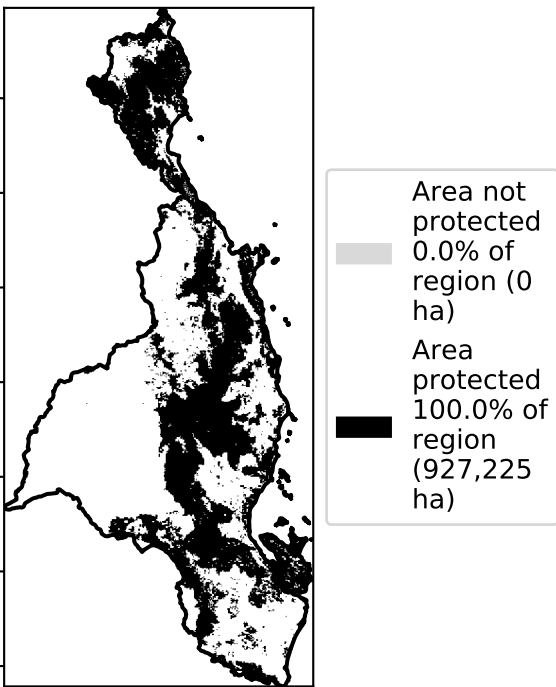 Area not
protected
0.0% of
region (0
ha)
Area
protected
100.0% of
region
(927,225
ha)